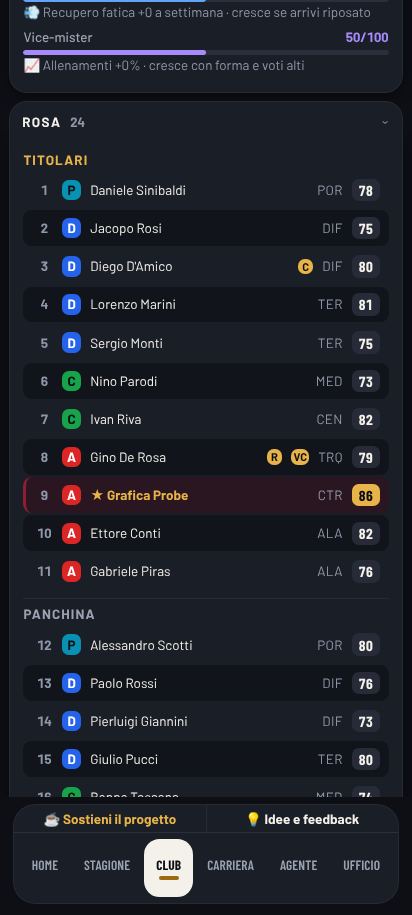 💨 Recupero fatica +0 a settimana · cresce se arrivi riposato
Vice-mister 50/100
📈 Allenamenti +0% · cresce con forma e voti alti
ROSA 24
TITOLARI
1 P Daniele Sinibaldi POR 78
2 D Jacopo Rosi DIF 75
3 D Diego D'Amico C DIF 80
4 D Lorenzo Marini TER 81
5 D Sergio Monti TER 75
6 C Nino Parodi MED 73
7 C Ivan Riva CEN 82
8 A Gino De Rosa R VC TRQ 79
9 A ★ Grafica Probe CTR 86
10 A Ettore Conti ALA 82
11 A Gabriele Piras ALA 76
PANCHINA
12 P Alessandro Scotti POR 80
13 D Paolo Rossi DIF 76
14 D Pierluigi Giannini DIF 73
15 D Giulio Pucci TER 80
☕ Sostieni il progetto 💡 Idee e feedback
HOME STAGIONE CLUB CARRIERA AGENTE UFFICIO